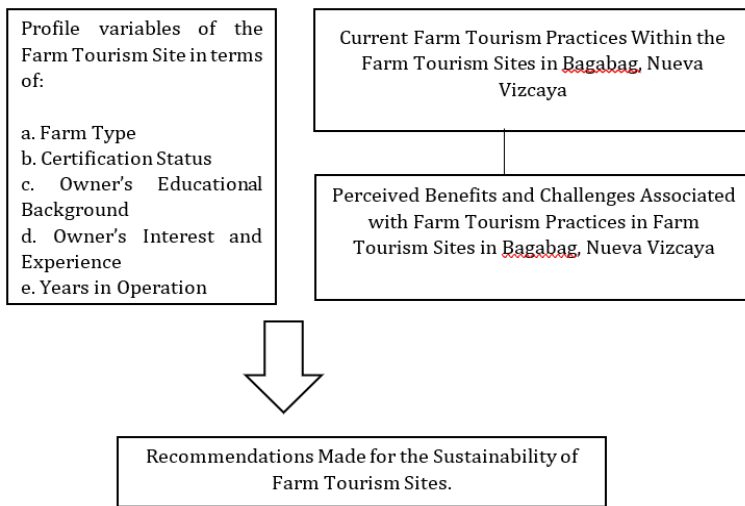 Profile variables of the
Farm Tourism Site in terms
of:
a. Farm Type
b. Certification Status
c. Owner's Educational
Background
d. Owner's Interest and
Experience
e. Years in Operation
Current Farm Tourism Practices Within the
Farm Tourism Sites in Bagabag, Nueva
Vizcaya
Perceived Benefits and Challenges Associated
with Farm Tourism Practices in Farm
Tourism Sites in Bagabag, Nueva Vizcaya
Recommendations Made for the Sustainability of
Farm Tourism Sites.